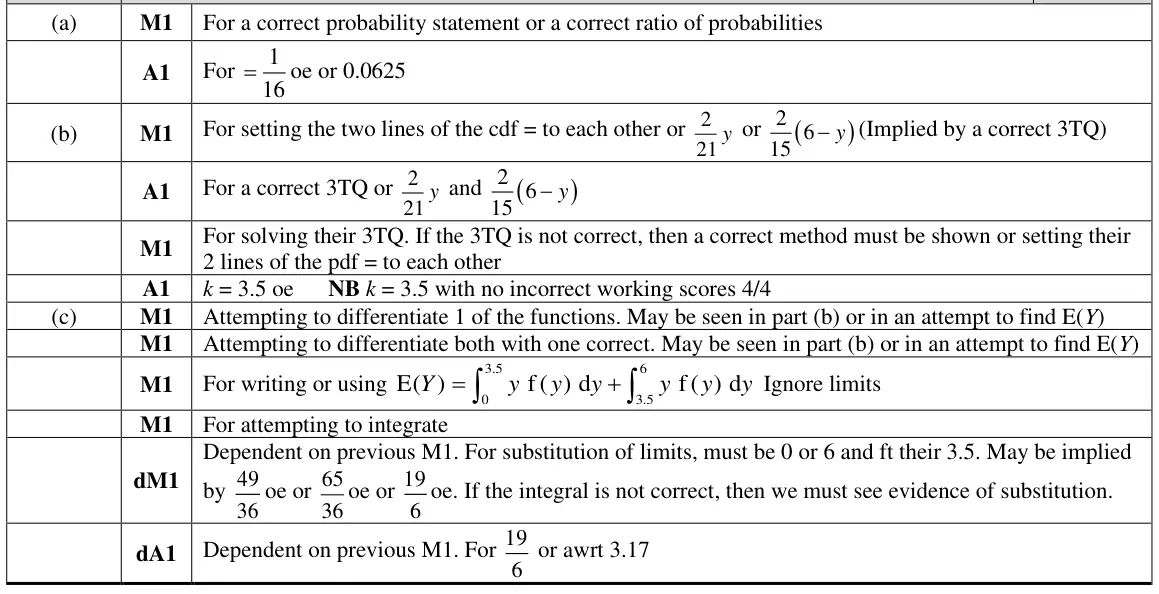 (a) M1 For a correct probability statement or a correct ratio of probabilities
A1 For = 1/16 oe or 0.0625
(b) M1 For setting the two lines of the cdf = to each other or 2/21 y or 2/15 (6 – y) (Implied by a correct 3TQ)
A1 For a correct 3TQ or 2/21 y and 2/15 (6 – y)
M1 For solving their 3TQ. If the 3TQ is not correct, then a correct method must be shown or setting their
2 lines of the pdf = to each other
A1 k = 3.5 oe NB k = 3.5 with no incorrect working scores 4/4
(c) M1 Attempting to differentiate 1 of the functions. May be seen in part (b) or in an attempt to find E(Y)
M1 Attempting to differentiate both with one correct. May be seen in part (b) or in an attempt to find E(Y)
M1 For writing or using E(Y) = ∫₀^3.5 y f(y) dy + ∫_3.5^6 y f(y) dy Ignore limits
M1 For attempting to integrate
dM1 Dependent on previous M1. For substitution of limits, must be 0 or 6 and ft their 3.5. May be implied
by 49/36 oe or 65/36 oe or 19/6 oe. If the integral is not correct, then we must see evidence of substitution.
dA1 Dependent on previous M1. For 19/6 or awrt 3.17